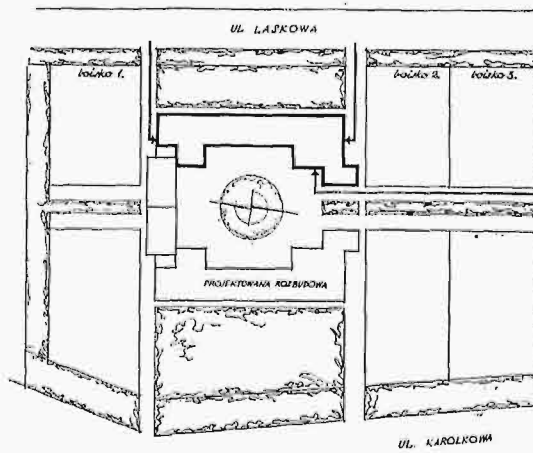 UL. LASKOWA
boisko 1.
boisko 2.
boisko 3.
PROJEKTOWANA ROZBUDOWA
UL. KAROLKOWA